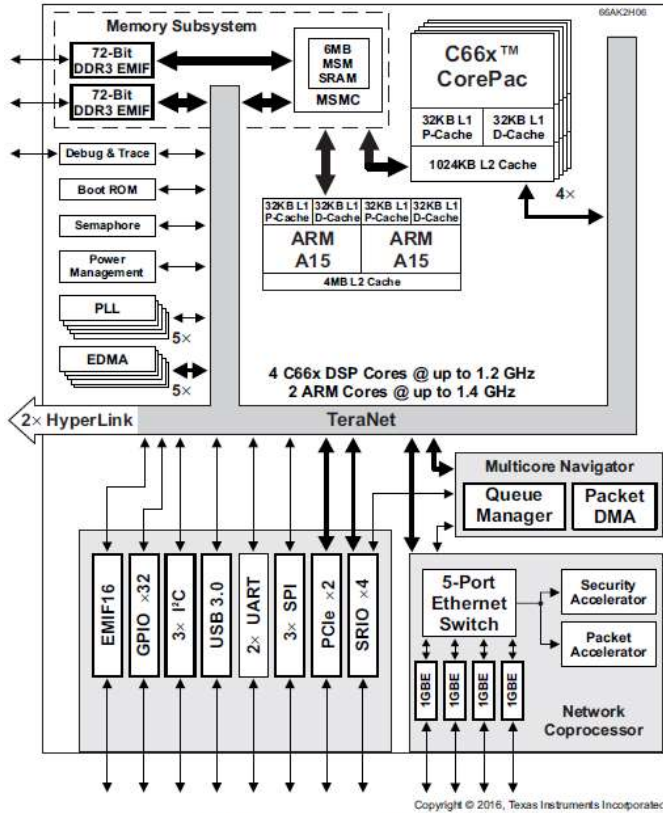 66AK2H06
Memory Subsystem
72-Bit
DDR3 EMIF
72-Bit
DDR3 EMIF
6MB
MSM
SRAM
MSMC
C66x™
CorePac
32KB L1
P-Cache
32KB L1
D-Cache
1024KB L2 Cache
4×
Debug & Trace
Boot ROM
Semaphore
Power
Management
PLL
5×
EDMA
5×
32KB L1
P-Cache
32KB L1
D-Cache
32KB L1
P-Cache
32KB L1
D-Cache
ARM
A15
ARM
A15
4MB L2 Cache
4 C66x DSP Cores @ up to 1.2 GHz
2 ARM Cores @ up to 1.4 GHz
2× HyperLink
TeraNet
Multicore Navigator
Queue
Manager
Packet
DMA
EMIF16
GPIO ×32
3× I²C
USB 3.0
2× UART
3× SPI
PCIe ×2
SRIO ×4
5-Port
Ethernet
Switch
Security
Accelerator
Packet
Accelerator
1GBE
1GBE
1GBE
1GBE
Network
Coprocessor
Copyright © 2016, Texas Instruments Incorporated